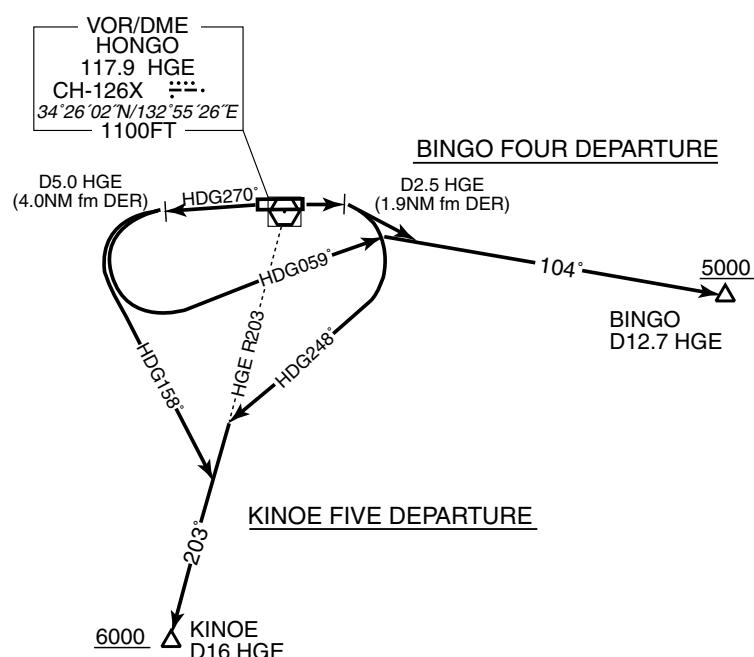 VOR/DME
HONGO
117.9 HGE
CH-126X
34°26´02˝N/132°55´26˝E
1100FT
BINGO FOUR DEPARTURE
D5.0 HGE
(4.0NM fm DER)
HDG270°
D2.5 HGE
(1.9NM fm DER)
HDG059°
104°
5000
BINGO
D12.7 HGE
HDG158°
HGE R203
HDG248°
KINOE FIVE DEPARTURE
203°
6000
KINOE
D16 HGE